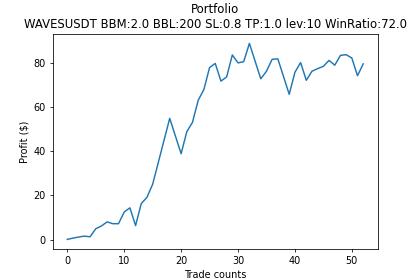 Portfolio
WAVESUSDT BBM:2.0 BBL:200 SL:0.8 TP:1.0 lev:10 WinRatio:72.0
80
60
40
20
0
Profit ($)
0 10 20 30 40 50
Trade counts